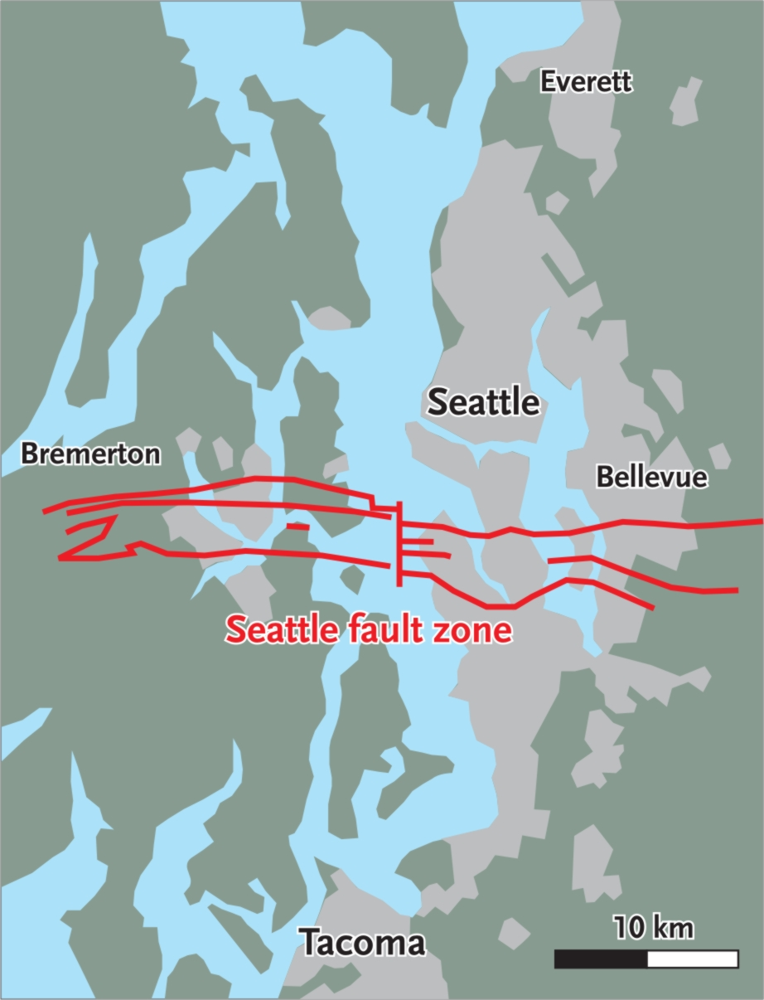 Everett
Seattle
Bremerton
Bellevue
Seattle fault zone
10 km
Tacoma